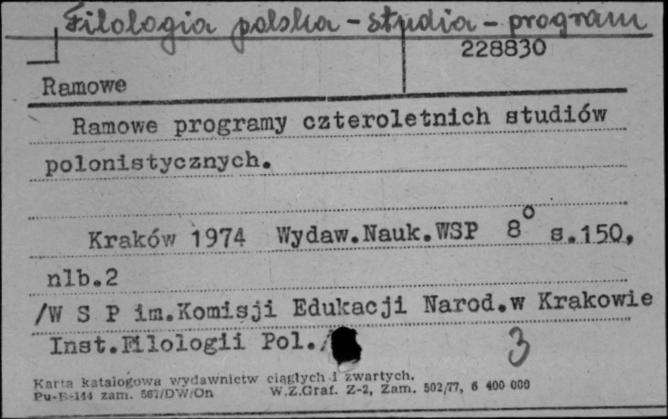 Filologia polska - studia - program
228830
Ramowe
Ramowe programy czteroletnich studiów
polonistycznych.
Kraków 1974 Wydaw.Nauk.WSP 8° s.150,
nlb.2
/W S P im.Komisji Edukacji Narod.w Krakowie
Inst.Filologii Pol./
3
Karta katalogowa wydawnictw ciągłych i zwartych.
Pu-B-144 zam. 567/DW/On W.Z.Graf. Z-2, Zam. 502/77, 6 400 000